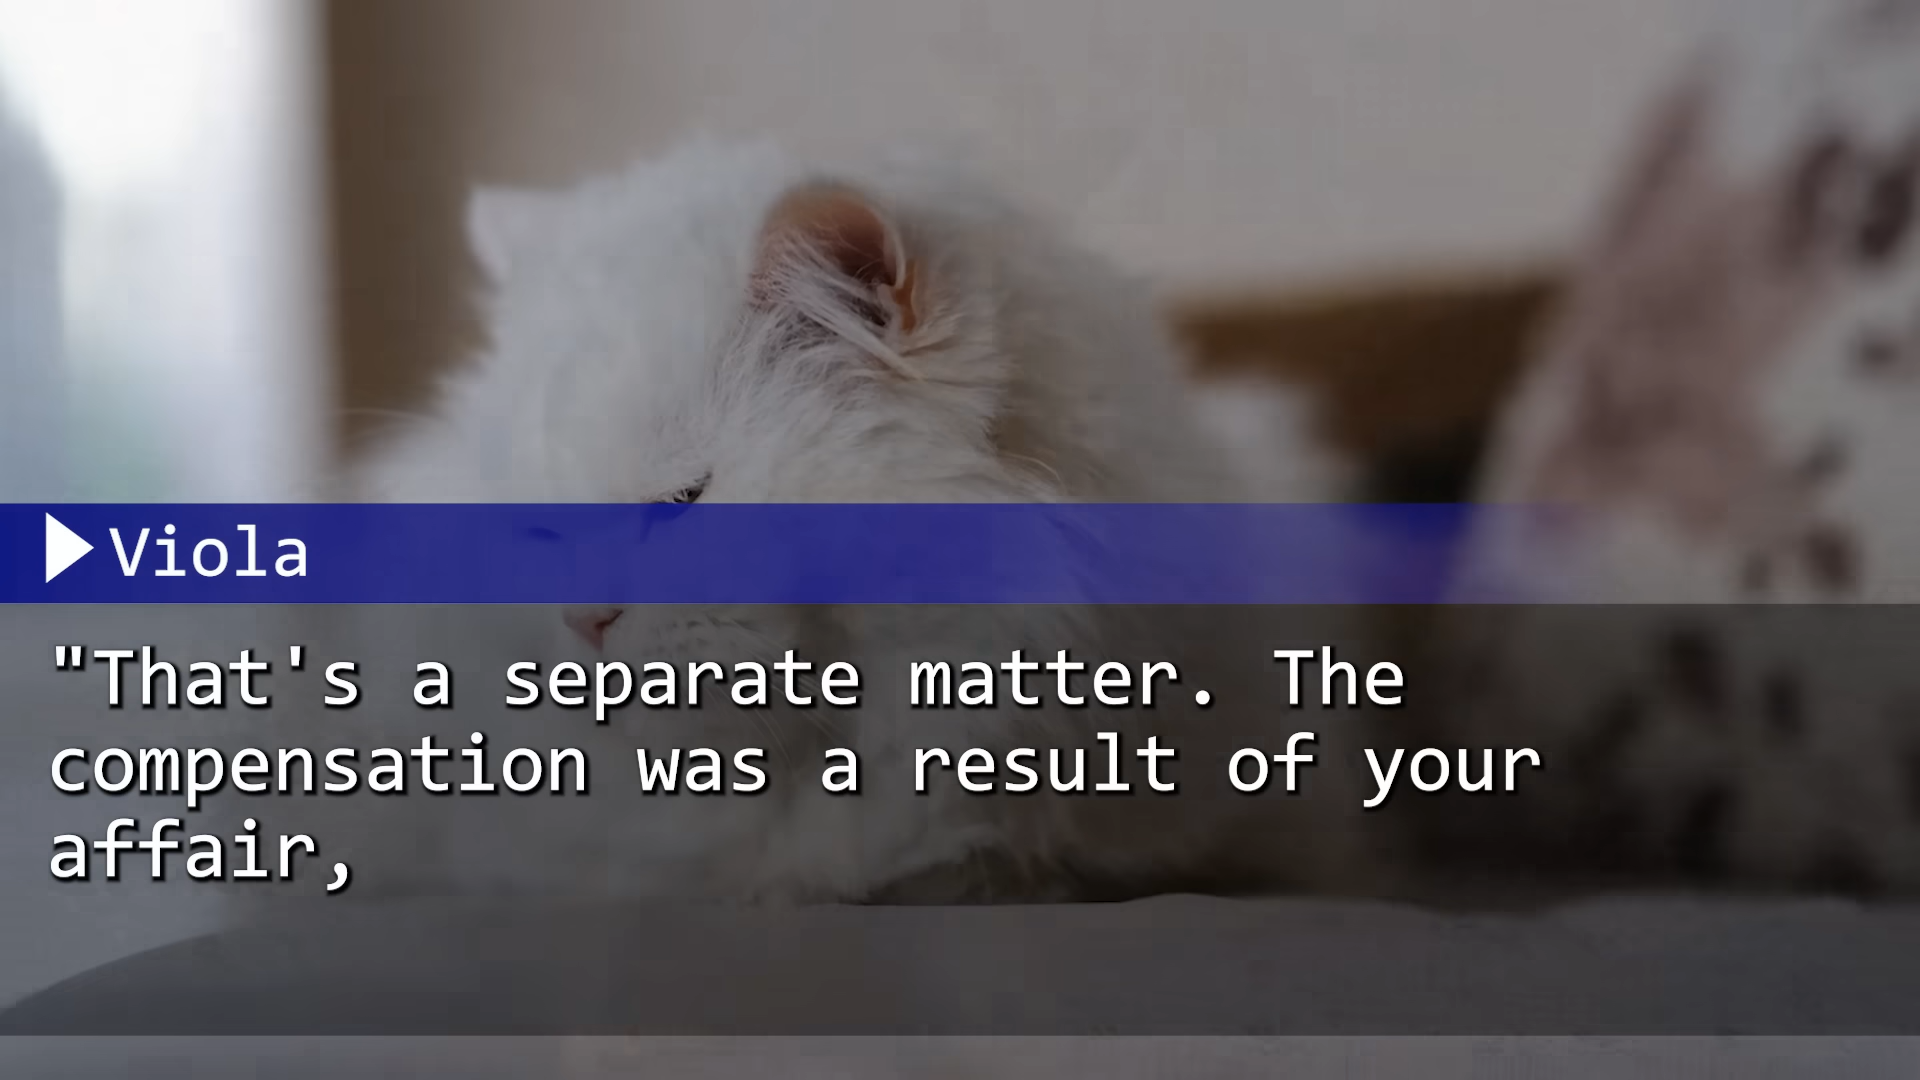 Viola
"That's a separate matter. The
compensation was a result of your
affair,